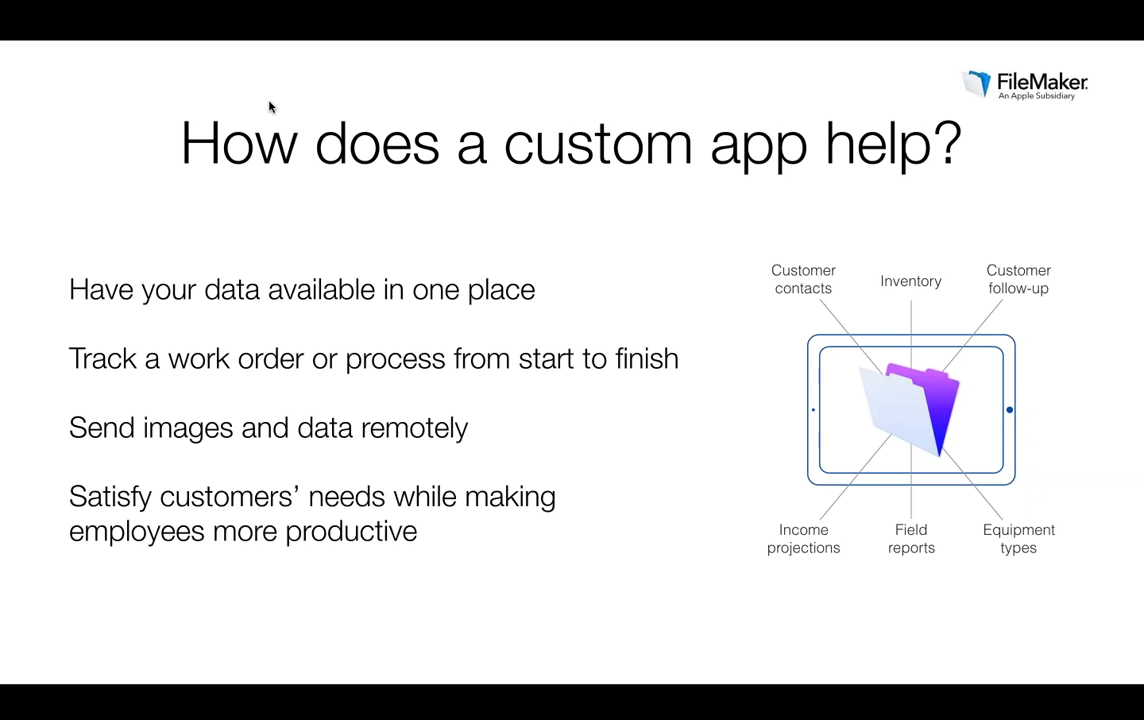 FileMaker.
An Apple Subsidiary
How does a custom app help?
Have your data available in one place
Track a work order or process from start to finish
Send images and data remotely
Satisfy customers’ needs while making
employees more productive
Customer
contacts
Inventory
Customer
follow-up
Income
projections
Field
reports
Equipment
types